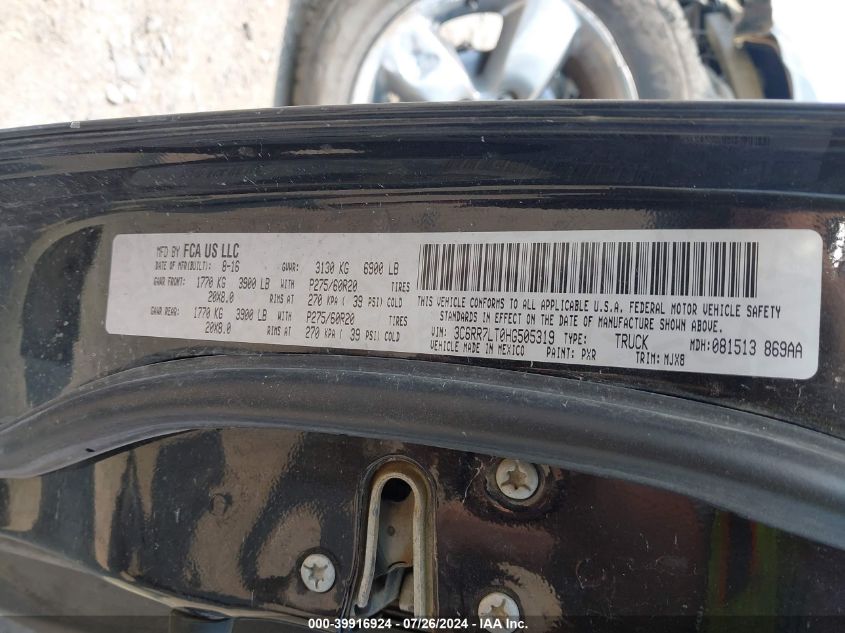 MFD BY FCA US LLC
DATE OF MFR(BUILT): 8-16 GVWR: 3130 KG 6900 LB
GAWR FRONT: 1770 KG 3900 LB WITH P275/60R20 TIRES
20X8.0 RIMS AT 270 KPA ( 39 PSI) COLD
GAWR REAR: 1770 KG 3900 LB WITH P275/60R20 TIRES
20X8.0 RIMS AT 270 KPA ( 39 PSI) COLD
THIS VEHICLE CONFORMS TO ALL APPLICABLE U.S.A. FEDERAL MOTOR VEHICLE SAFETY
STANDARDS IN EFFECT ON THE DATE OF MANUFACTURE SHOWN ABOVE.
VIN: 3C6RR7LT0HG505319 TYPE: TRUCK MDH: 081513 869AA
VEHICLE MADE IN MEXICO PAINT: PXR TRIM: MJX8
COPART-39916924 / 07/26/2024 - IAAI.COM